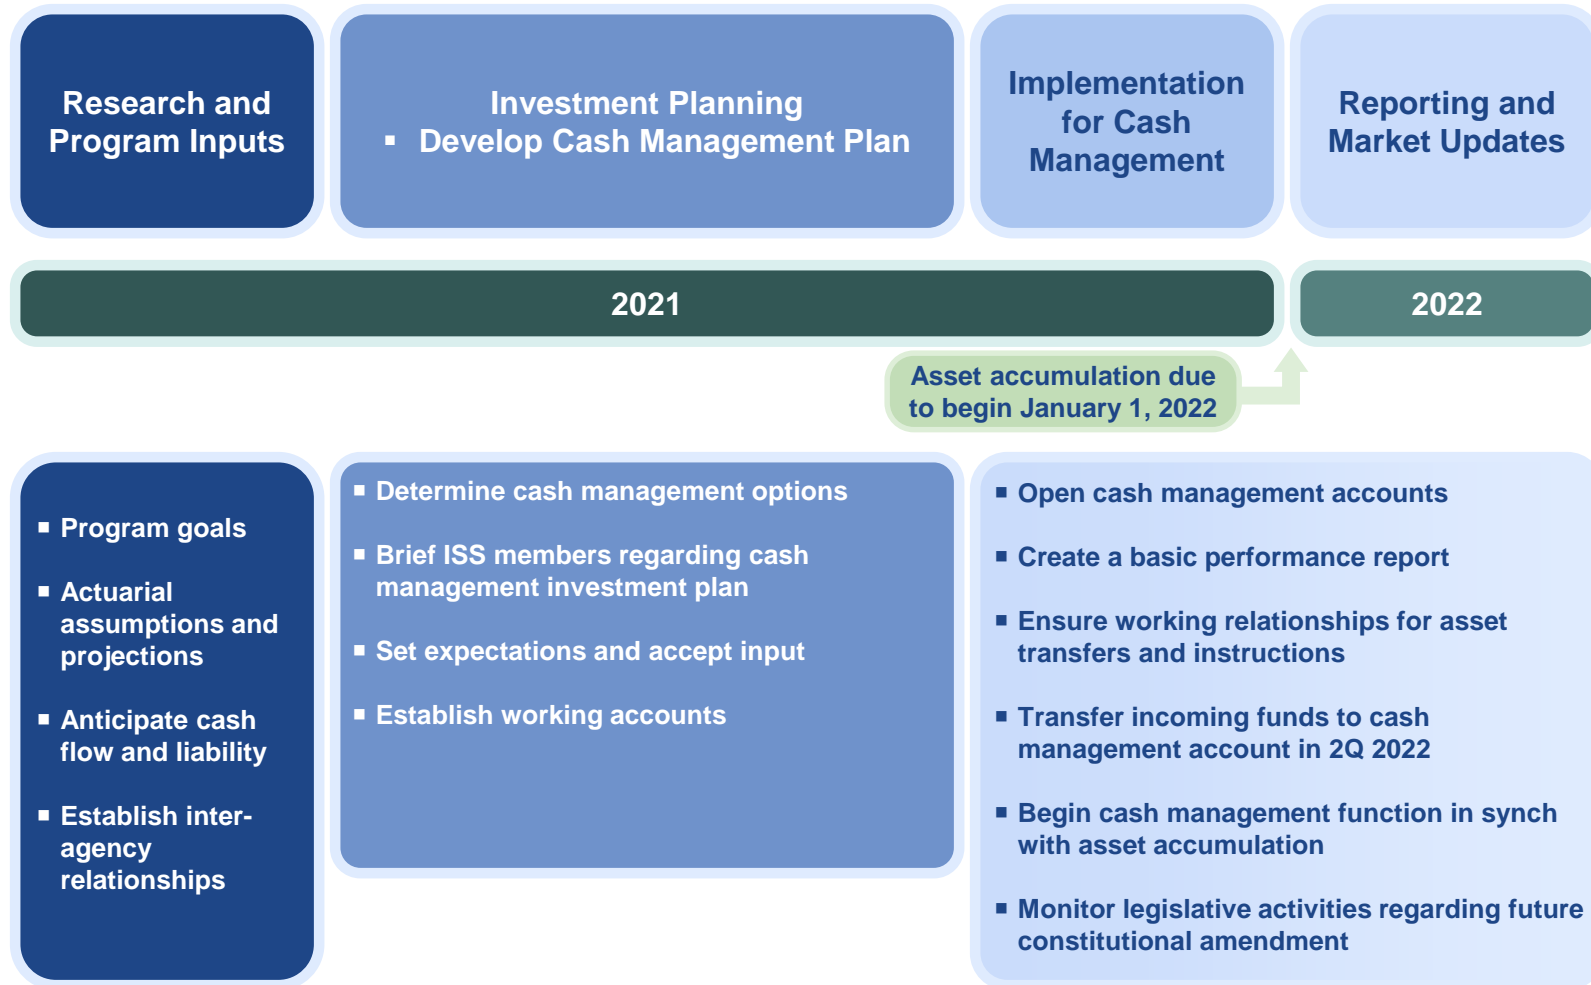 Research and
Program Inputs
Investment Planning
▪ Develop Cash Management Plan
Implementation
for Cash
Management
Reporting and
Market Updates
2021
2022
Asset accumulation due
to begin January 1, 2022
▪ Program goals
▪ Actuarial
assumptions and
projections
▪ Anticipate cash
flow and liability
▪ Establish inter-
agency
relationships
▪ Determine cash management options
▪ Brief ISS members regarding cash
management investment plan
▪ Set expectations and accept input
▪ Establish working accounts
▪ Open cash management accounts
▪ Create a basic performance report
▪ Ensure working relationships for asset
transfers and instructions
▪ Transfer incoming funds to cash
management account in 2Q 2022
▪ Begin cash management function in synch
with asset accumulation
▪ Monitor legislative activities regarding future
constitutional amendment